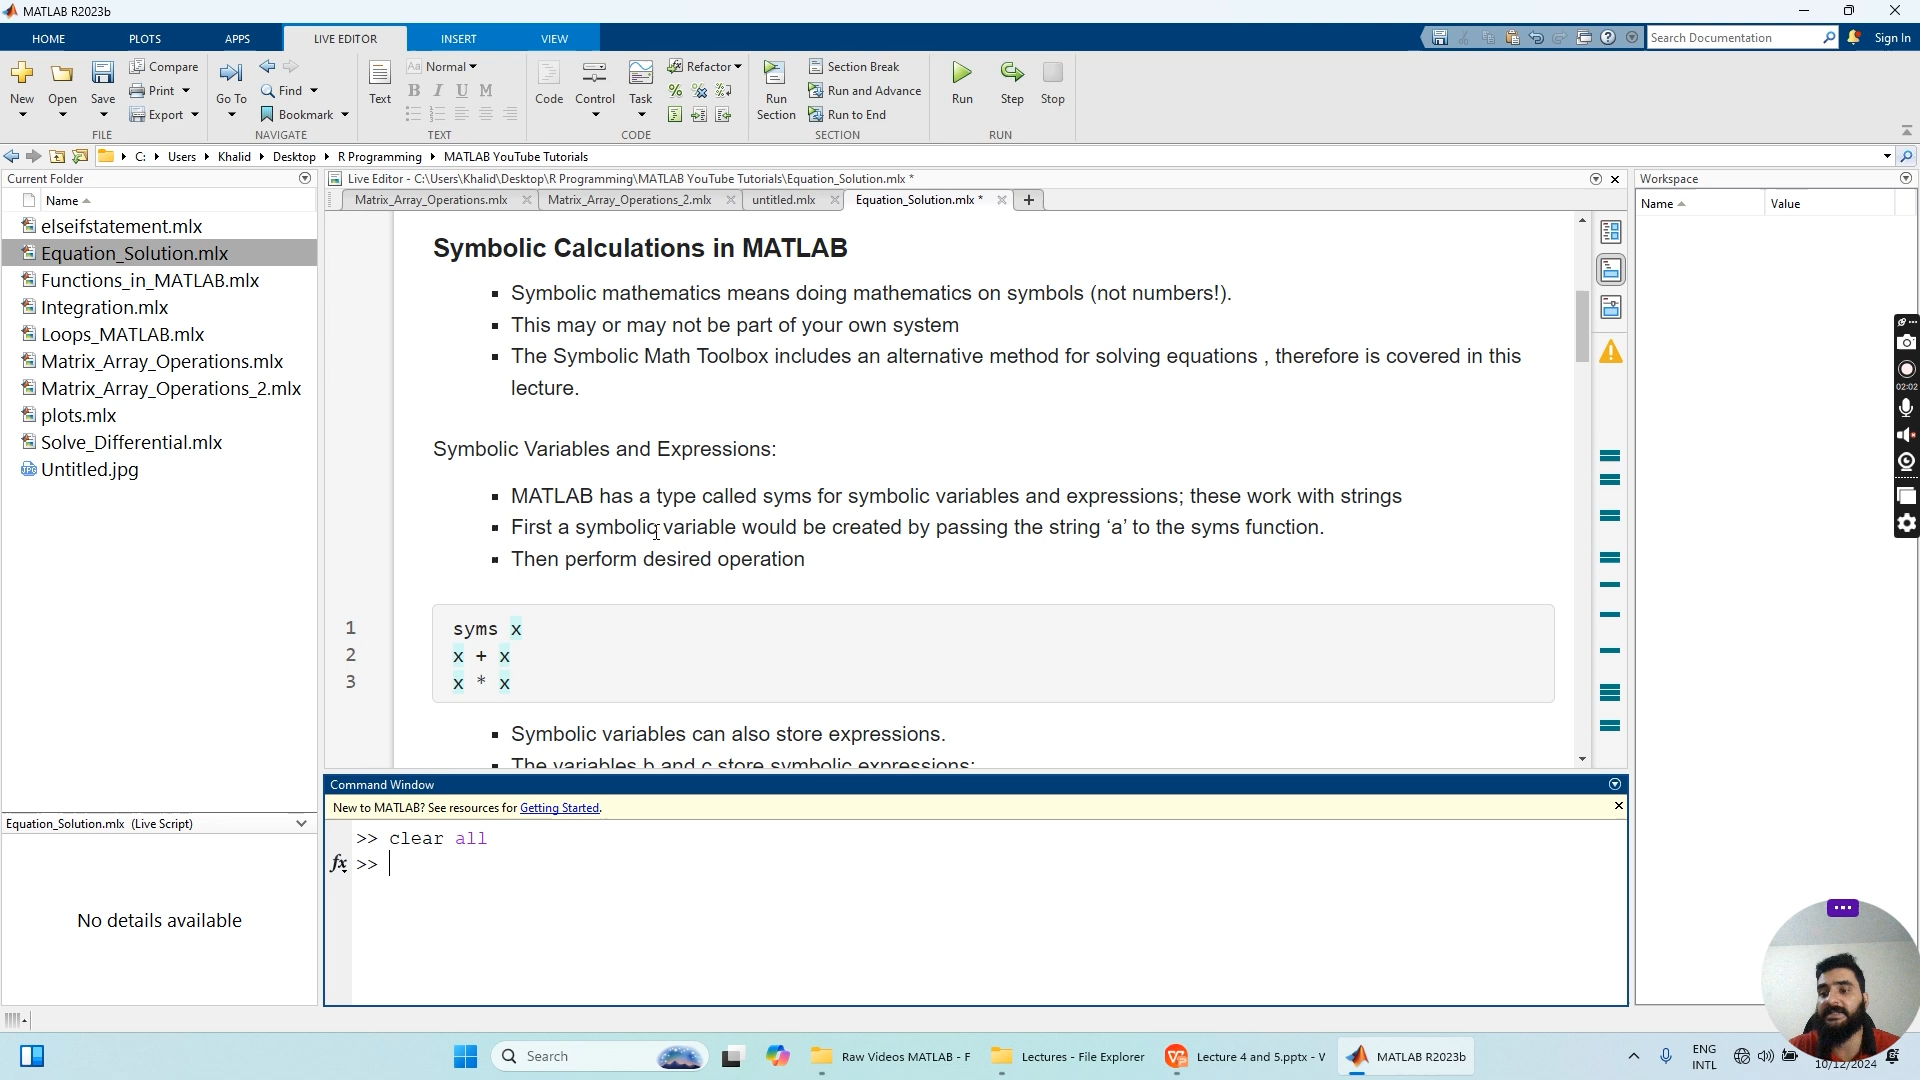 MATLAB R2023b
HOME PLOTS APPS LIVE EDITOR INSERT VIEW
Search Documentation
Sign In
New Open Save
Compare
Print
Export
FILE
Go To
Find
Bookmark
NAVIGATE
Text
Aa Normal
B I U M
TEXT
Code Control Task
Refactor
CODE
Run Section
Section Break
Run and Advance
Run to End
SECTION
Run Step Stop
RUN
C: Users Khalid Desktop R Programming MATLAB YouTube Tutorials
Current Folder
Name
elseifstatement.mlx
Equation_Solution.mlx
Functions_in_MATLAB.mlx
Integration.mlx
Loops_MATLAB.mlx
Matrix_Array_Operations.mlx
Matrix_Array_Operations_2.mlx
plots.mlx
Solve_Differential.mlx
Untitled.jpg
Equation_Solution.mlx (Live Script)
No details available
Live Editor - C:\Users\Khalid\Desktop\R Programming\MATLAB YouTube Tutorials\Equation_Solution.mlx *
Matrix_Array_Operations.mlx Matrix_Array_Operations_2.mlx untitled.mlx Equation_Solution.mlx *
Symbolic Calculations in MATLAB
Symbolic mathematics means doing mathematics on symbols (not numbers!).
This may or may not be part of your own system
The Symbolic Math Toolbox includes an alternative method for solving equations , therefore is covered in this
lecture.
Symbolic Variables and Expressions:
MATLAB has a type called syms for symbolic variables and expressions; these work with strings
First a symbolic variable would be created by passing the string ‘a’ to the syms function.
Then perform desired operation
1 syms x
2 x + x
3 x * x
Symbolic variables can also store expressions.
The variables b and c store symbolic expressions:
Command Window
New to MATLAB? See resources for Getting Started.
>> clear all
fx >>
Workspace
Name Value
02:02
Search
Raw Videos MATLAB - F
Lectures - File Explorer
Lecture 4 and 5.pptx - V
MATLAB R2023b
ENG
INTL
10/12/2024